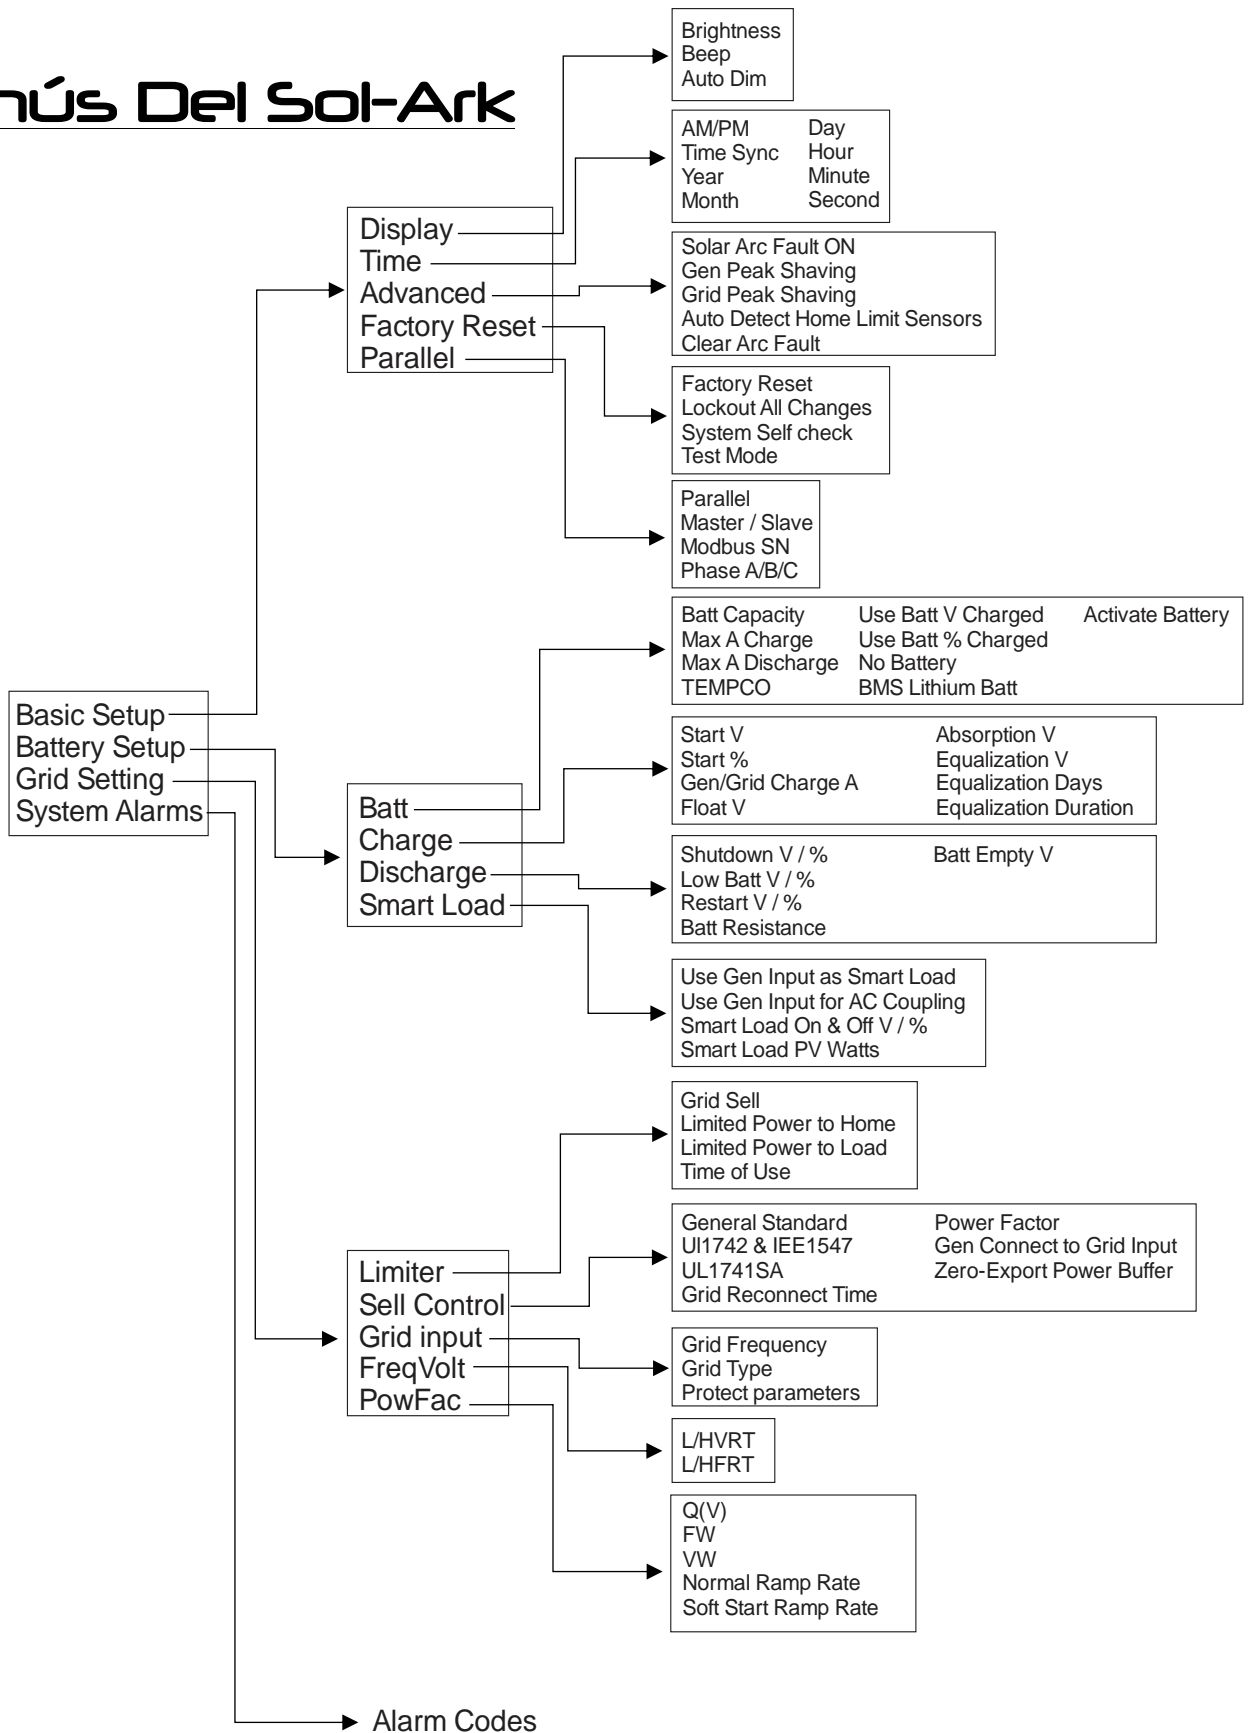 nús Del Sol-Ark
Brightness
Beep
Auto Dim
AM/PM Day
Time Sync Hour
Year Minute
Month Second
Display
Time
Advanced
Factory Reset
Parallel
Solar Arc Fault ON
Gen Peak Shaving
Grid Peak Shaving
Auto Detect Home Limit Sensors
Clear Arc Fault
Factory Reset
Lockout All Changes
System Self check
Test Mode
Parallel
Master / Slave
Modbus SN
Phase A/B/C
Basic Setup
Battery Setup
Grid Setting
System Alarms
Batt Capacity Use Batt V Charged Activate Battery
Max A Charge Use Batt % Charged
Max A Discharge No Battery
TEMPCO BMS Lithium Batt
Start V Absorption V
Start % Equalization V
Gen/Grid Charge A Equalization Days
Float V Equalization Duration
Batt
Charge
Discharge
Smart Load
Shutdown V / % Batt Empty V
Low Batt V / %
Restart V / %
Batt Resistance
Use Gen Input as Smart Load
Use Gen Input for AC Coupling
Smart Load On & Off V / %
Smart Load PV Watts
Grid Sell
Limited Power to Home
Limited Power to Load
Time of Use
General Standard Power Factor
Ul1742 & IEE1547 Gen Connect to Grid Input
UL1741SA Zero-Export Power Buffer
Grid Reconnect Time
Limiter
Sell Control
Grid input
FreqVolt
PowFac
Grid Frequency
Grid Type
Protect parameters
L/HVRT
L/HFRT
Q(V)
FW
VW
Normal Ramp Rate
Soft Start Ramp Rate
Alarm Codes